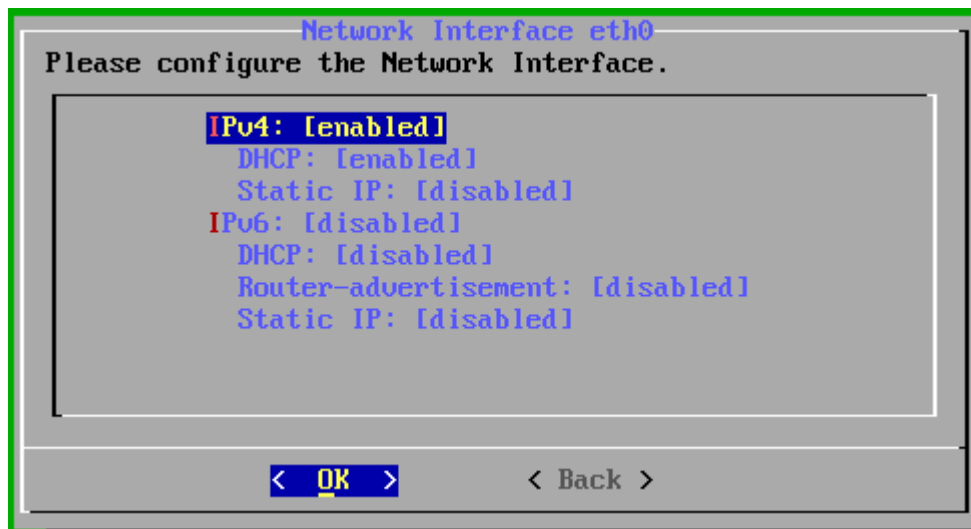 Network Interface eth0
Please configure the Network Interface.
IPv4: [enabled]
DHCP: [enabled]
Static IP: [disabled]
IPv6: [disabled]
DHCP: [disabled]
Router-advertisement: [disabled]
Static IP: [disabled]
< OK > < Back >